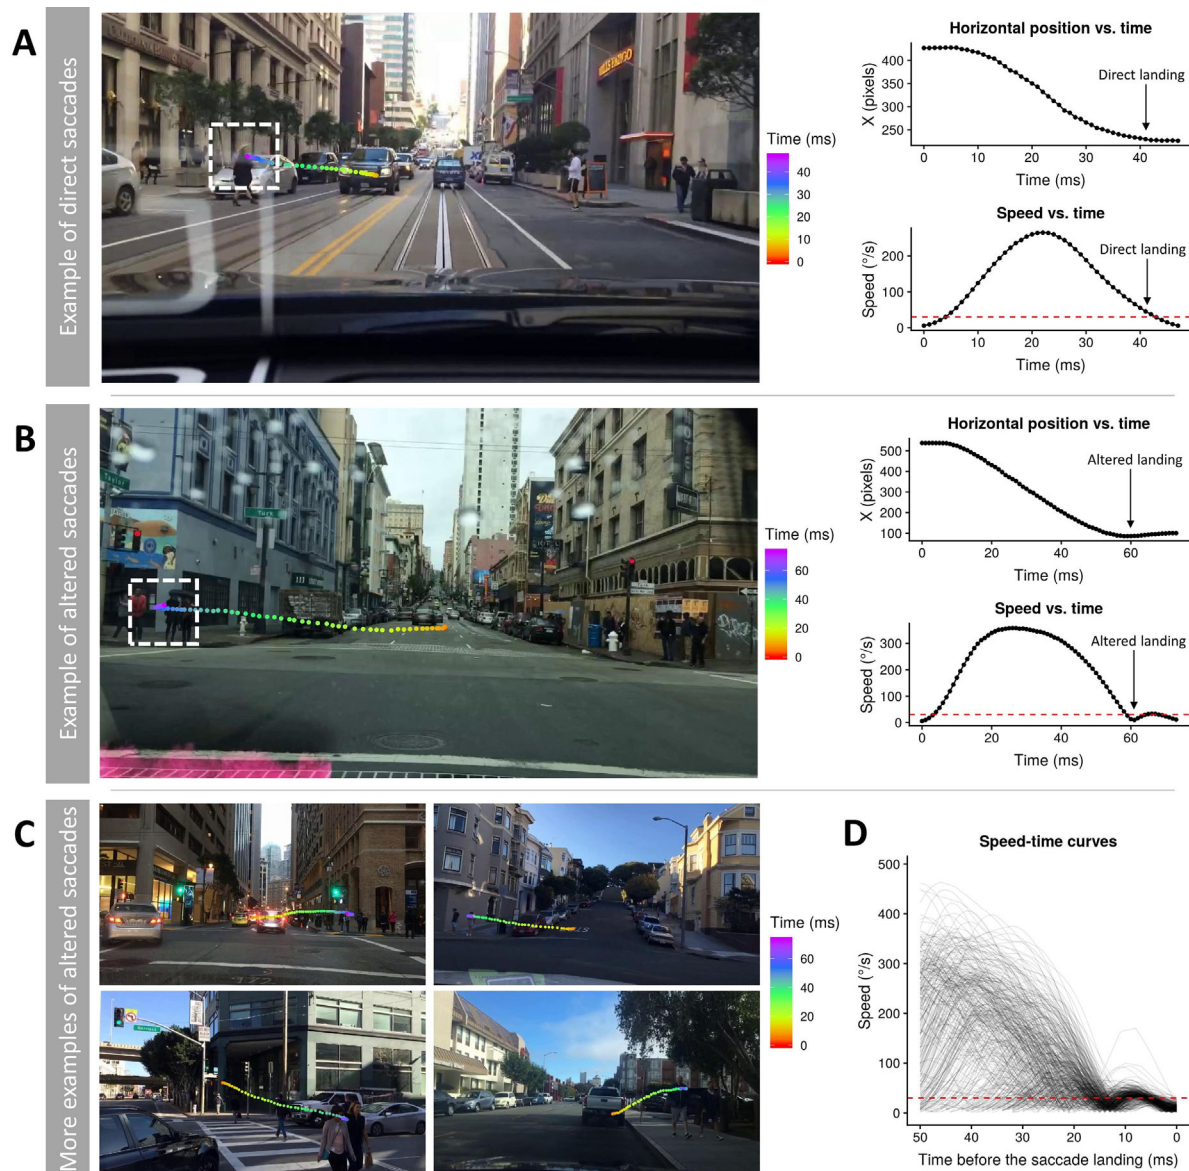 A
Example of direct saccades
WELLS FARGO
Time (ms)
40
30
20
10
0
Horizontal position vs. time
X (pixels)
400
350
300
250
Direct landing
0
10
20
30
40
Time (ms)
Speed vs. time
Speed (°/s)
200
100
0
Direct landing
0
10
20
30
40
Time (ms)
B
Example of altered saccades
Taylor
Turk
Time (ms)
60
40
20
0
Horizontal position vs. time
X (pixels)
500
400
300
200
100
Altered landing
0
20
40
60
Time (ms)
Speed vs. time
Speed (°/s)
300
200
100
0
Altered landing
0
20
40
60
Time (ms)
C
More examples of altered saccades
Time (ms)
60
40
20
0
D
Speed-time curves
Speed (°/s)
500
400
300
200
100
0
50
40
30
20
10
0
Time before the saccade landing (ms)